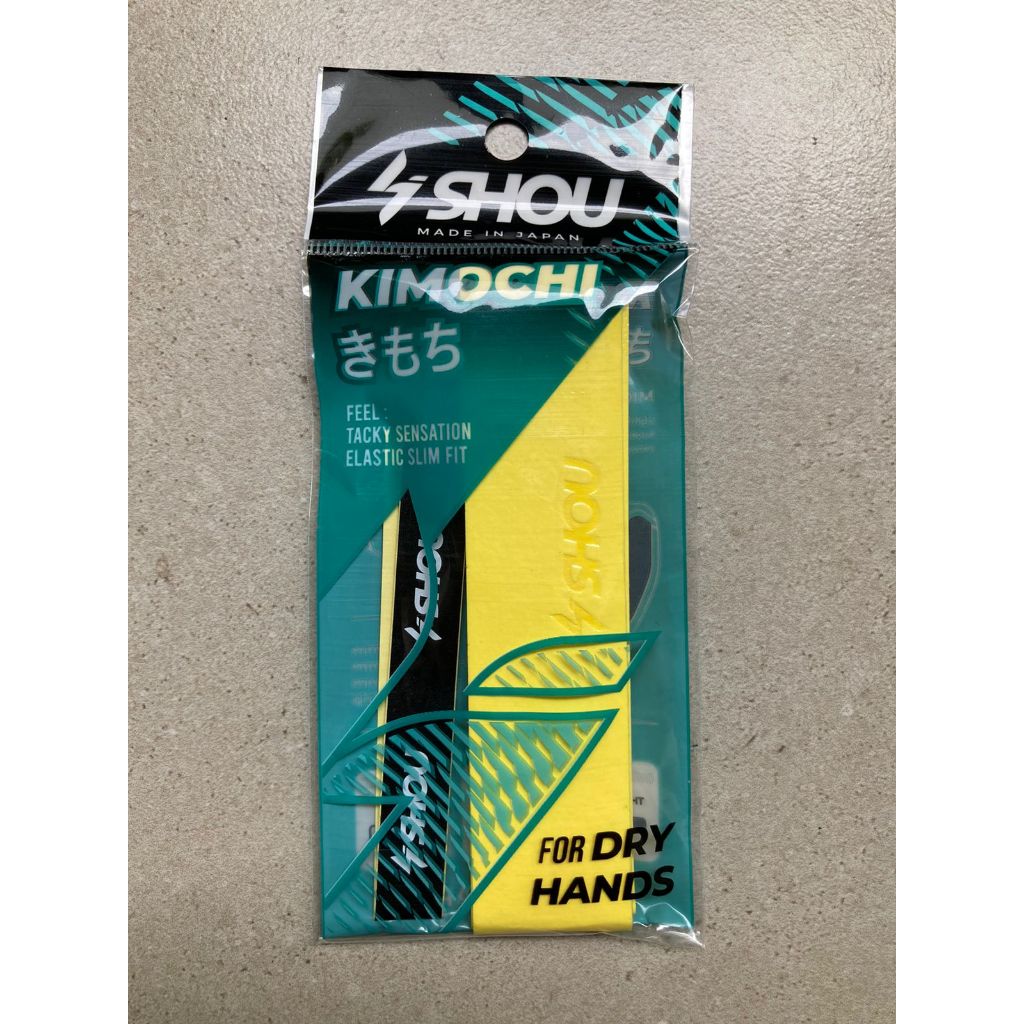 SHOU
MADE IN JAPAN
KIMOCHI
きもち
FEEL :
TACKY SENSATION
ELASTIC SLIM FIT
SHOU
SHOU
SHOU
FOR DRY
HANDS